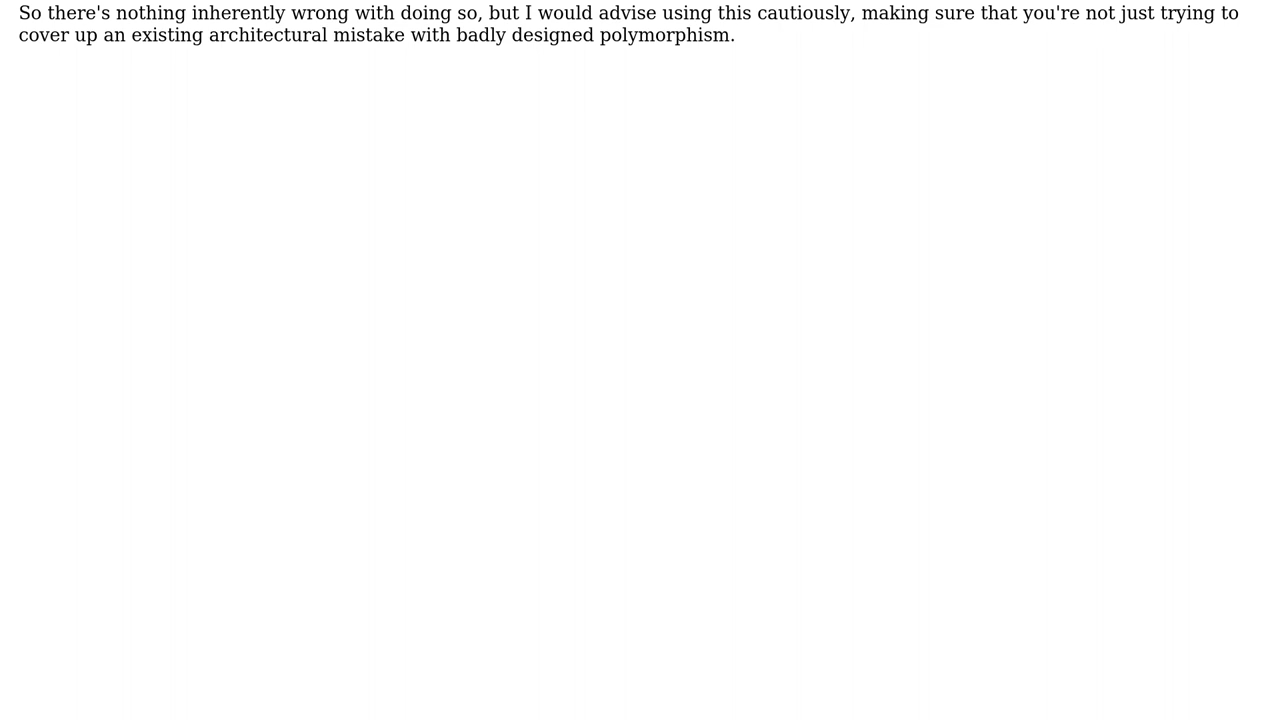 So there's nothing inherently wrong with doing so, but I would advise using this cautiously, making sure that you're not just trying to
cover up an existing architectural mistake with badly designed polymorphism.